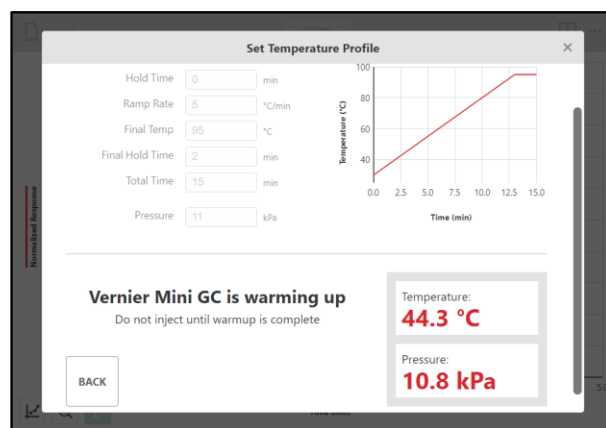 Set Temperature Profile
×
Hold Time 0 min
Ramp Rate 5 °C/min
Final Temp 95 °C
Final Hold Time 2 min
Total Time 15 min
Pressure 11 kPa
Temperature (°C)
100
80
60
40
0.0 2.5 5.0 7.5 10.0 12.5 15.0
Time (min)
Normalized Response
Vernier Mini GC is warming up
Do not inject until warmup is complete
Temperature:
44.3 °C
Pressure:
10.8 kPa
BACK
5.0